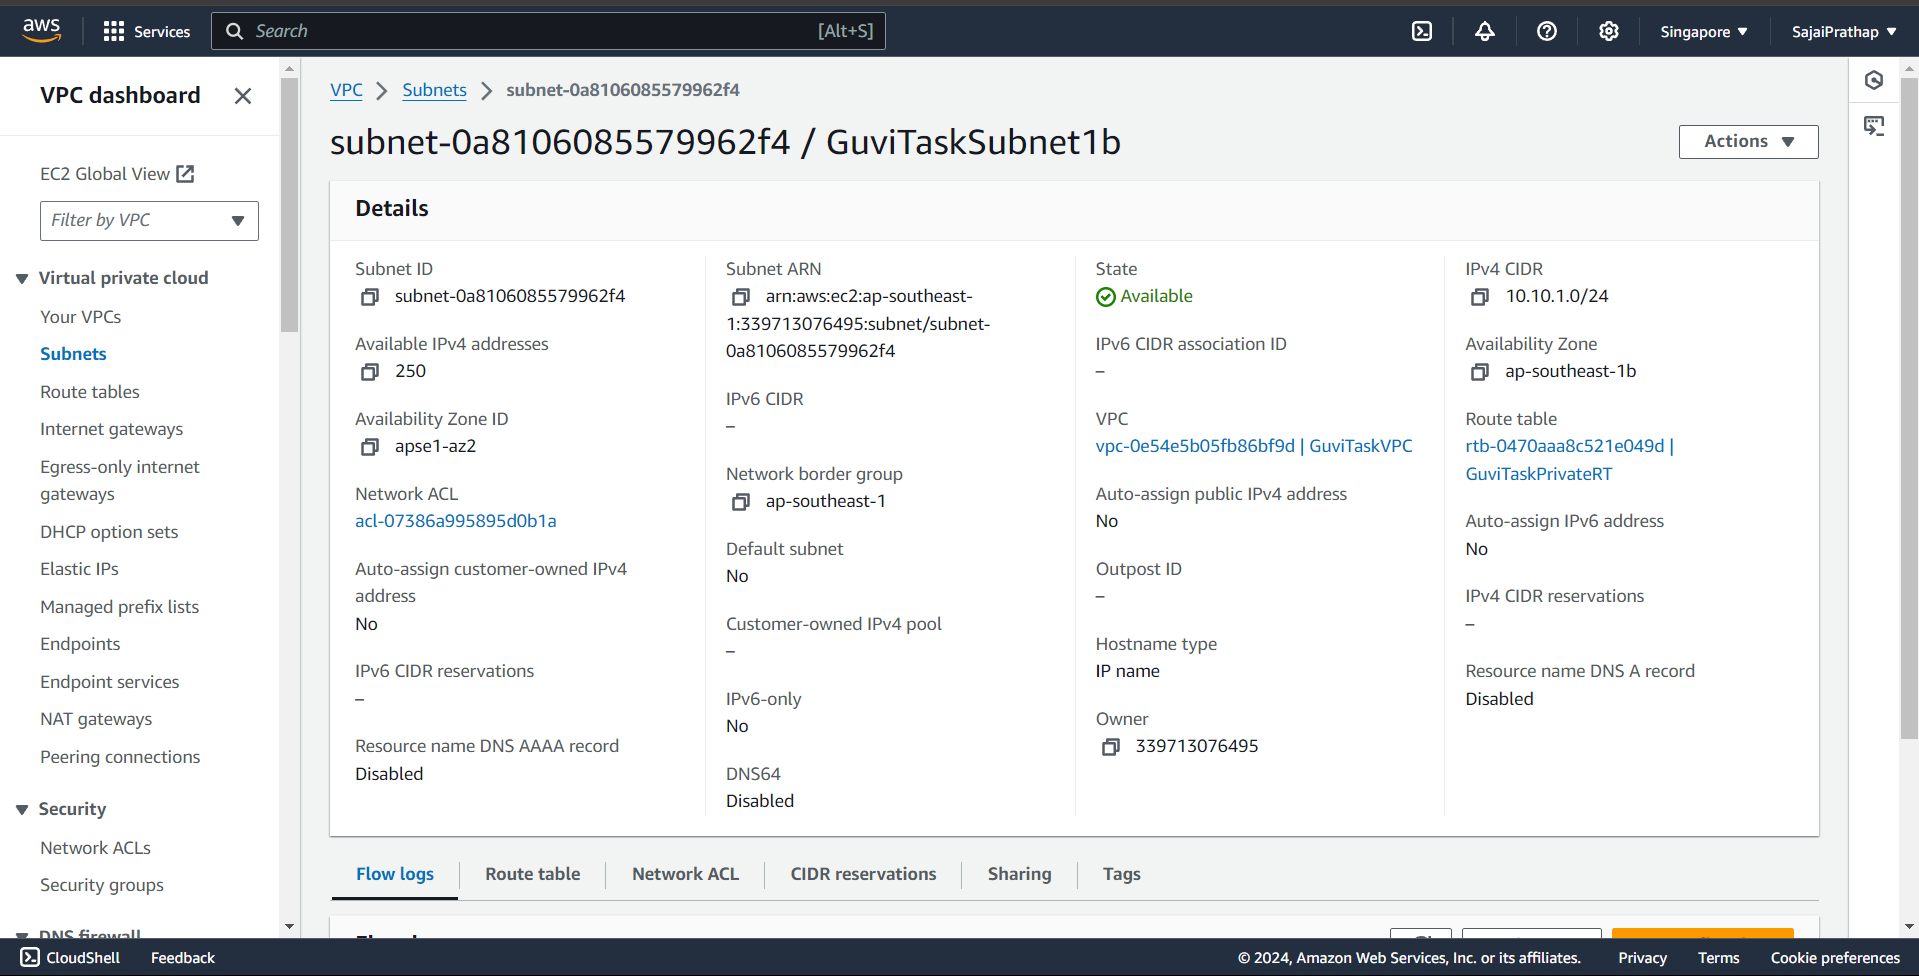 aws
Services
Search
[Alt+S]
Singapore
SajaiPrathap
VPC dashboard
EC2 Global View
Filter by VPC
Virtual private cloud
Your VPCs
Subnets
Route tables
Internet gateways
Egress-only internet
gateways
DHCP option sets
Elastic IPs
Managed prefix lists
Endpoints
Endpoint services
NAT gateways
Peering connections
Security
Network ACLs
Security groups
DNS firewall
VPC
Subnets
subnet-0a8106085579962f4
subnet-0a8106085579962f4 / GuviTaskSubnet1b
Actions
Details
Subnet ID
subnet-0a8106085579962f4
Available IPv4 addresses
250
Availability Zone ID
apse1-az2
Network ACL
acl-07386a995895d0b1a
Auto-assign customer-owned IPv4
address
No
IPv6 CIDR reservations
–
Resource name DNS AAAA record
Disabled
Subnet ARN
arn:aws:ec2:ap-southeast-
1:339713076495:subnet/subnet-
0a8106085579962f4
IPv6 CIDR
–
Network border group
ap-southeast-1
Default subnet
No
Customer-owned IPv4 pool
–
IPv6-only
No
DNS64
Disabled
State
Available
IPv6 CIDR association ID
–
VPC
vpc-0e54e5b05fb86bf9d | GuviTaskVPC
Auto-assign public IPv4 address
No
Outpost ID
–
Hostname type
IP name
Owner
339713076495
IPv4 CIDR
10.10.1.0/24
Availability Zone
ap-southeast-1b
Route table
rtb-0470aaa8c521e049d |
GuviTaskPrivateRT
Auto-assign IPv6 address
No
IPv4 CIDR reservations
–
Resource name DNS A record
Disabled
Flow logs
Route table
Network ACL
CIDR reservations
Sharing
Tags
CloudShell
Feedback
© 2024, Amazon Web Services, Inc. or its affiliates.
Privacy
Terms
Cookie preferences